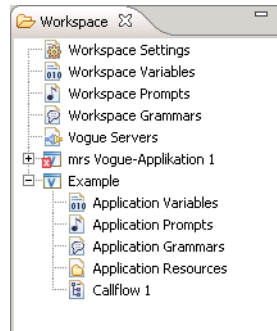 Workspace
Workspace Settings
Workspace Variables
Workspace Prompts
Workspace Grammars
Vogue Servers
mrs Vogue-Applikation 1
Example
Application Variables
Application Prompts
Application Grammars
Application Resources
Callflow 1